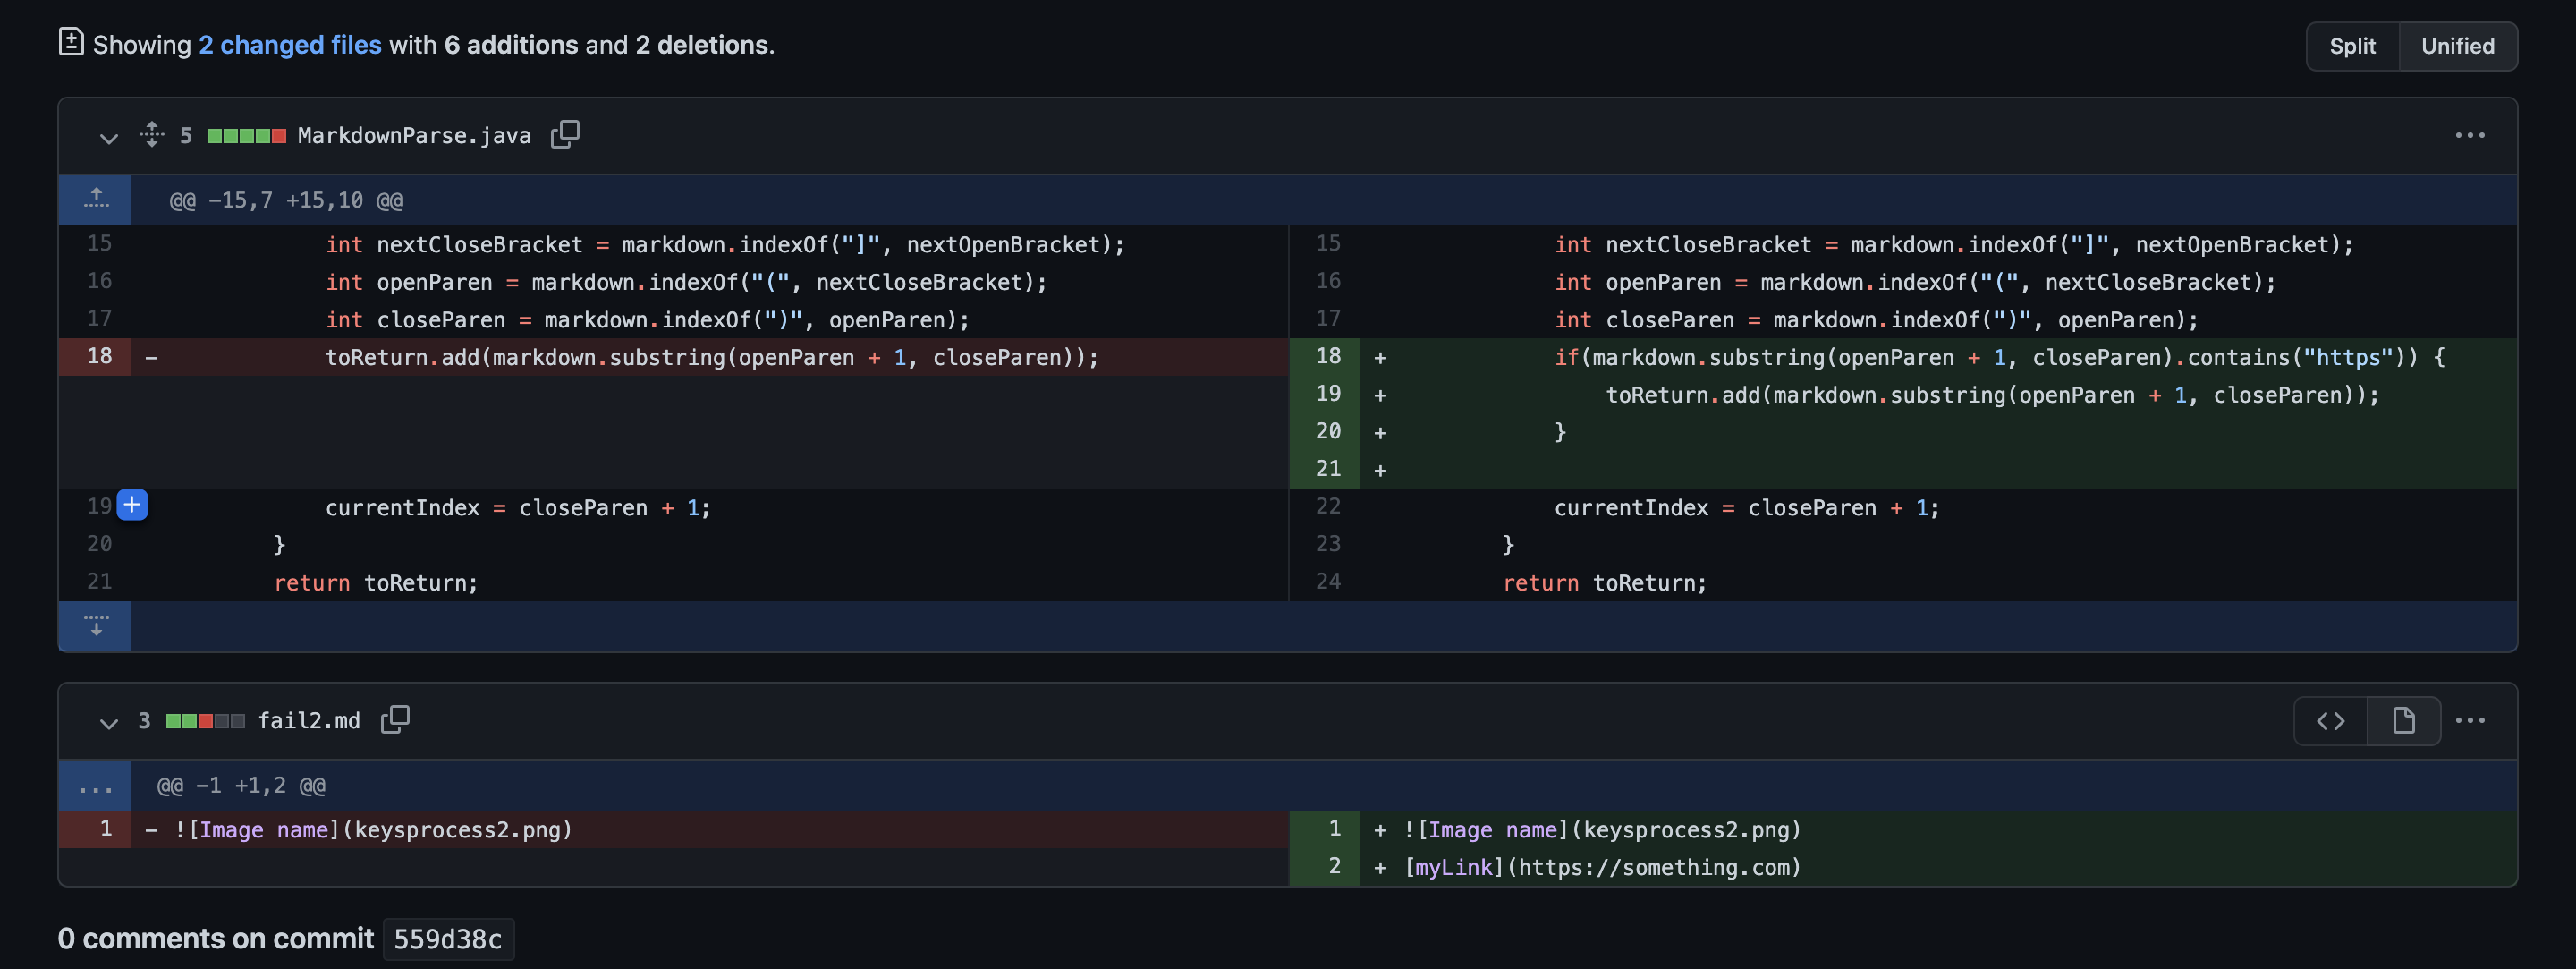 Showing 2 changed files with 6 additions and 2 deletions.
Split Unified
5 MarkdownParse.java
@@ -15,7 +15,10 @@
15 int nextCloseBracket = markdown.indexOf("]", nextOpenBracket);
16 int openParen = markdown.indexOf("(", nextCloseBracket);
17 int closeParen = markdown.indexOf(")", openParen);
18 - toReturn.add(markdown.substring(openParen + 1, closeParen));
19 currentIndex = closeParen + 1;
20 }
21 return toReturn;
15 int nextCloseBracket = markdown.indexOf("]", nextOpenBracket);
16 int openParen = markdown.indexOf("(", nextCloseBracket);
17 int closeParen = markdown.indexOf(")", openParen);
18 + if(markdown.substring(openParen + 1, closeParen).contains("https")) {
19 + toReturn.add(markdown.substring(openParen + 1, closeParen));
20 + }
21 +
22 currentIndex = closeParen + 1;
23 }
24 return toReturn;
3 fail2.md
@@ -1 +1,2 @@
1 - ![Image name](keysprocess2.png)
1 + ![Image name](keysprocess2.png)
2 + [myLink](https://something.com)
0 comments on commit 559d38c